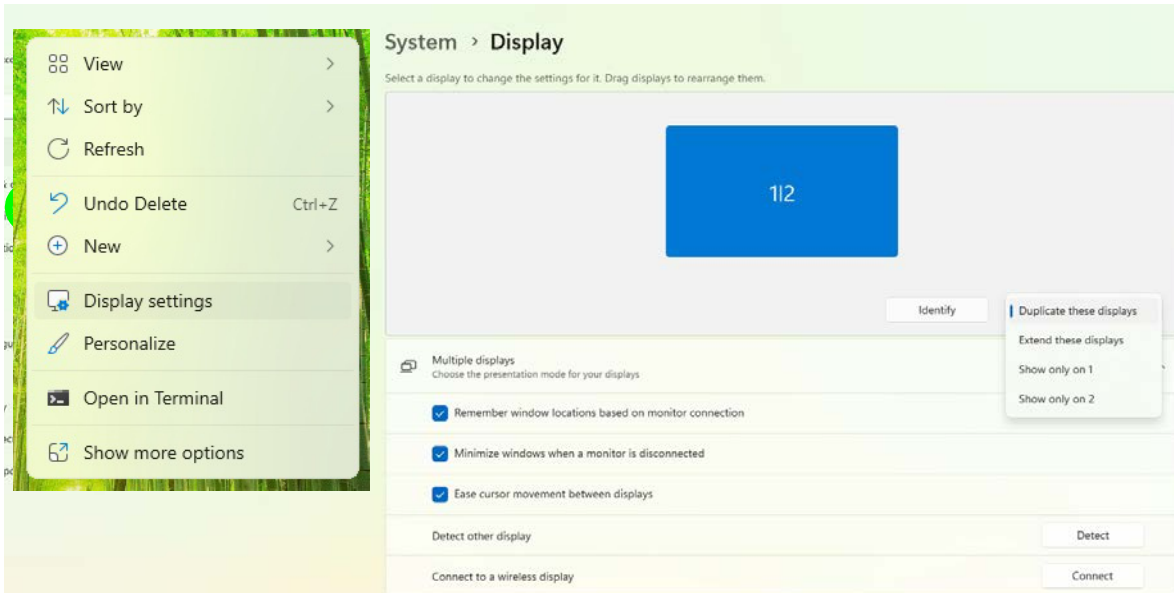 View
Sort by
Refresh
Undo Delete Ctrl+Z
New
Display settings
Personalize
Open in Terminal
Show more options
System > Display
Select a display to change the settings for it. Drag displays to rearrange them.
1|2
Identify
Duplicate these displays
Extend these displays
Show only on 1
Show only on 2
Multiple displays
Choose the presentation mode for your displays
Remember window locations based on monitor connection
Minimize windows when a monitor is disconnected
Ease cursor movement between displays
Detect other display
Detect
Connect to a wireless display
Connect